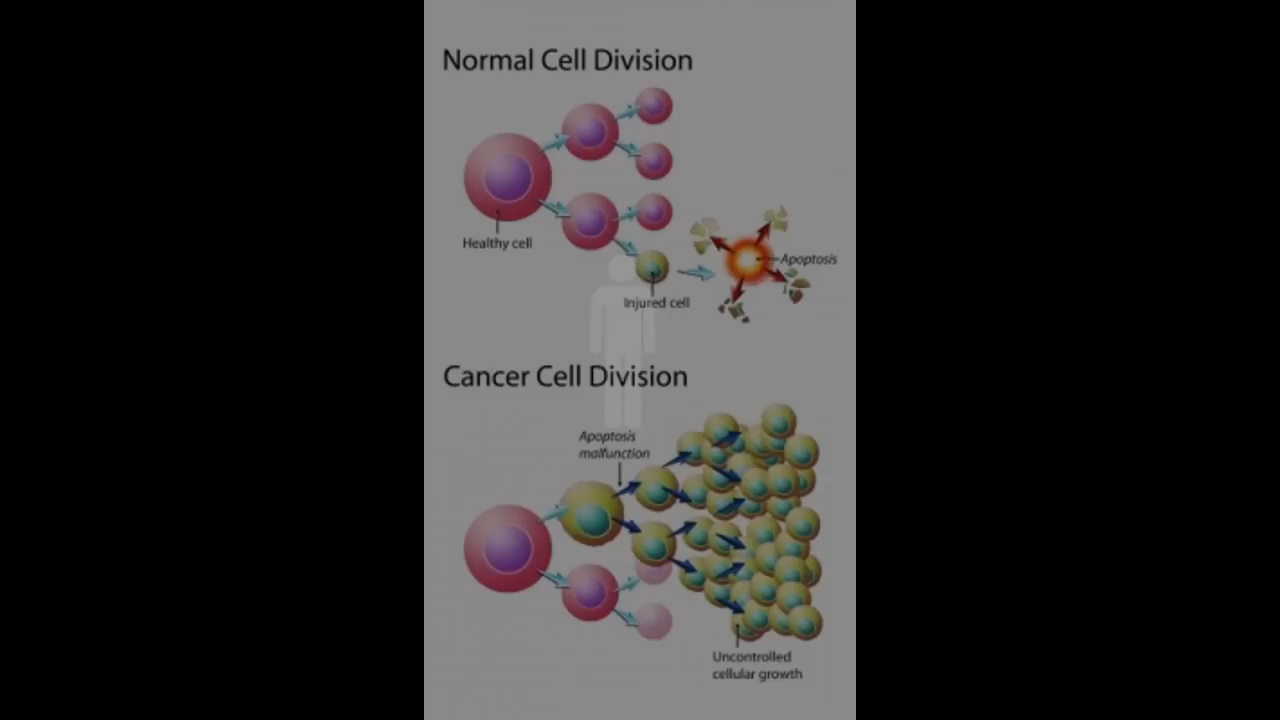 Normal Cell Division
Healthy cell
Apoptosis
Injured cell
Cancer Cell Division
Apoptosis
malfunction
Uncontrolled
cellular growth